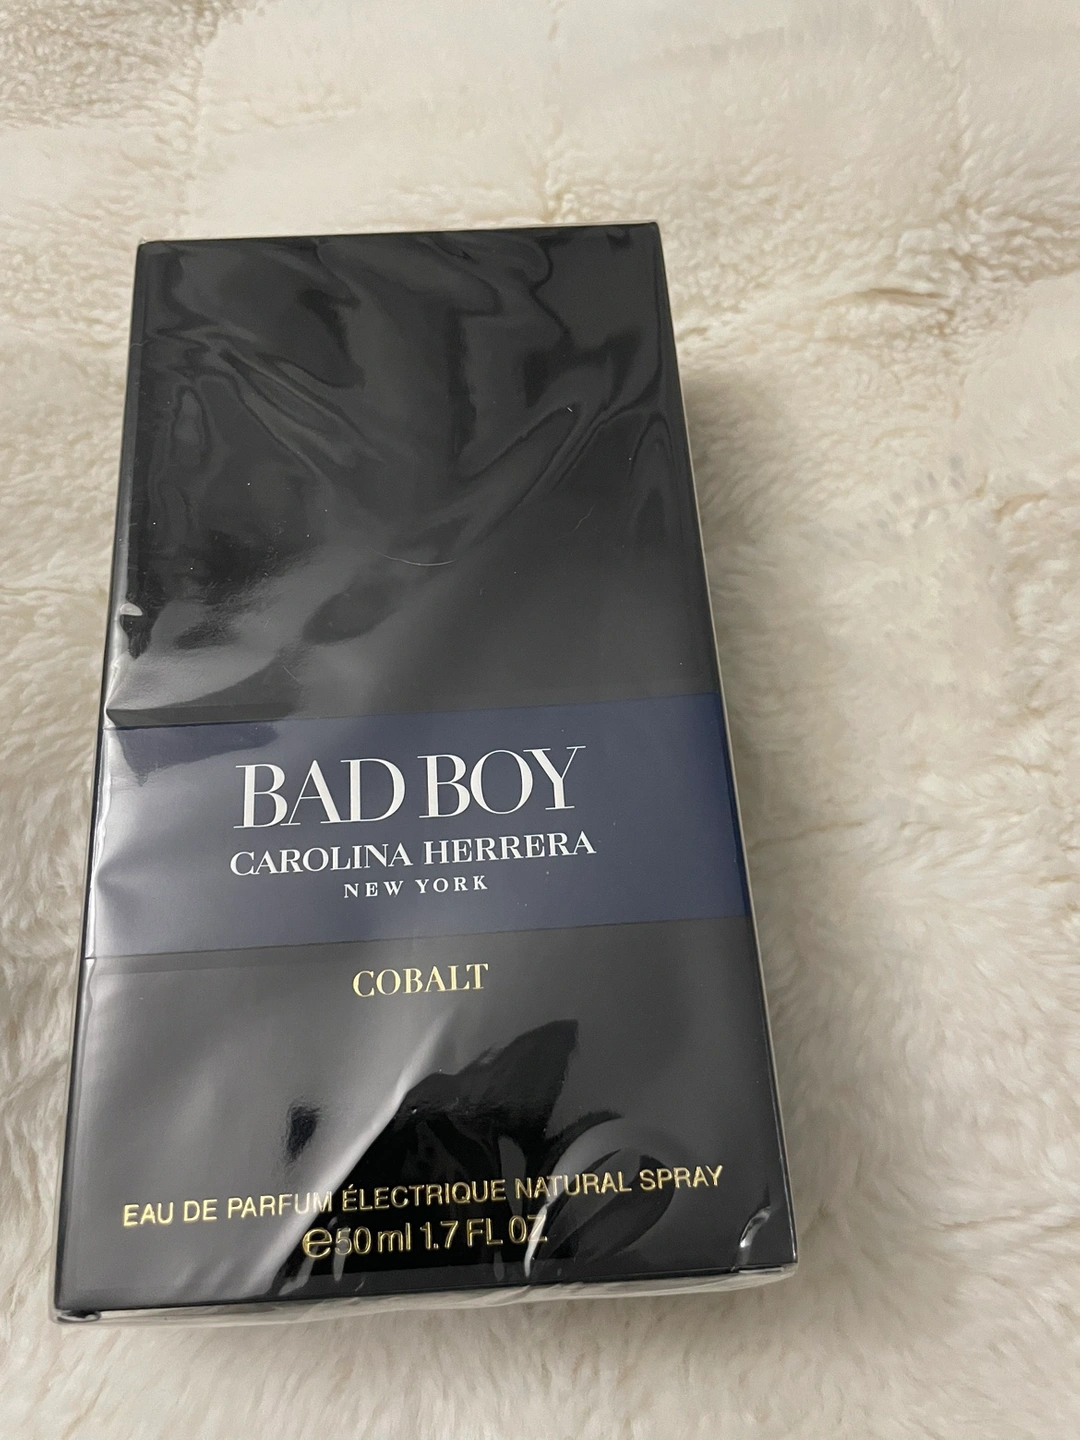 BAD BOY
CAROLINA HERRERA
NEW YORK
COBALT
EAU DE PARFUM ÉLECTRIQUE NATURAL SPRAY
℮50 ml 1.7 FL OZ